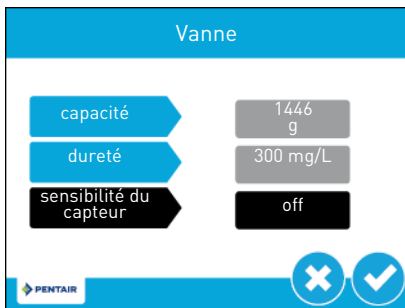 Vanne
capacité
1446
g
dureté
300 mg/L
sensibilité du
capteur
off
PENTAIR